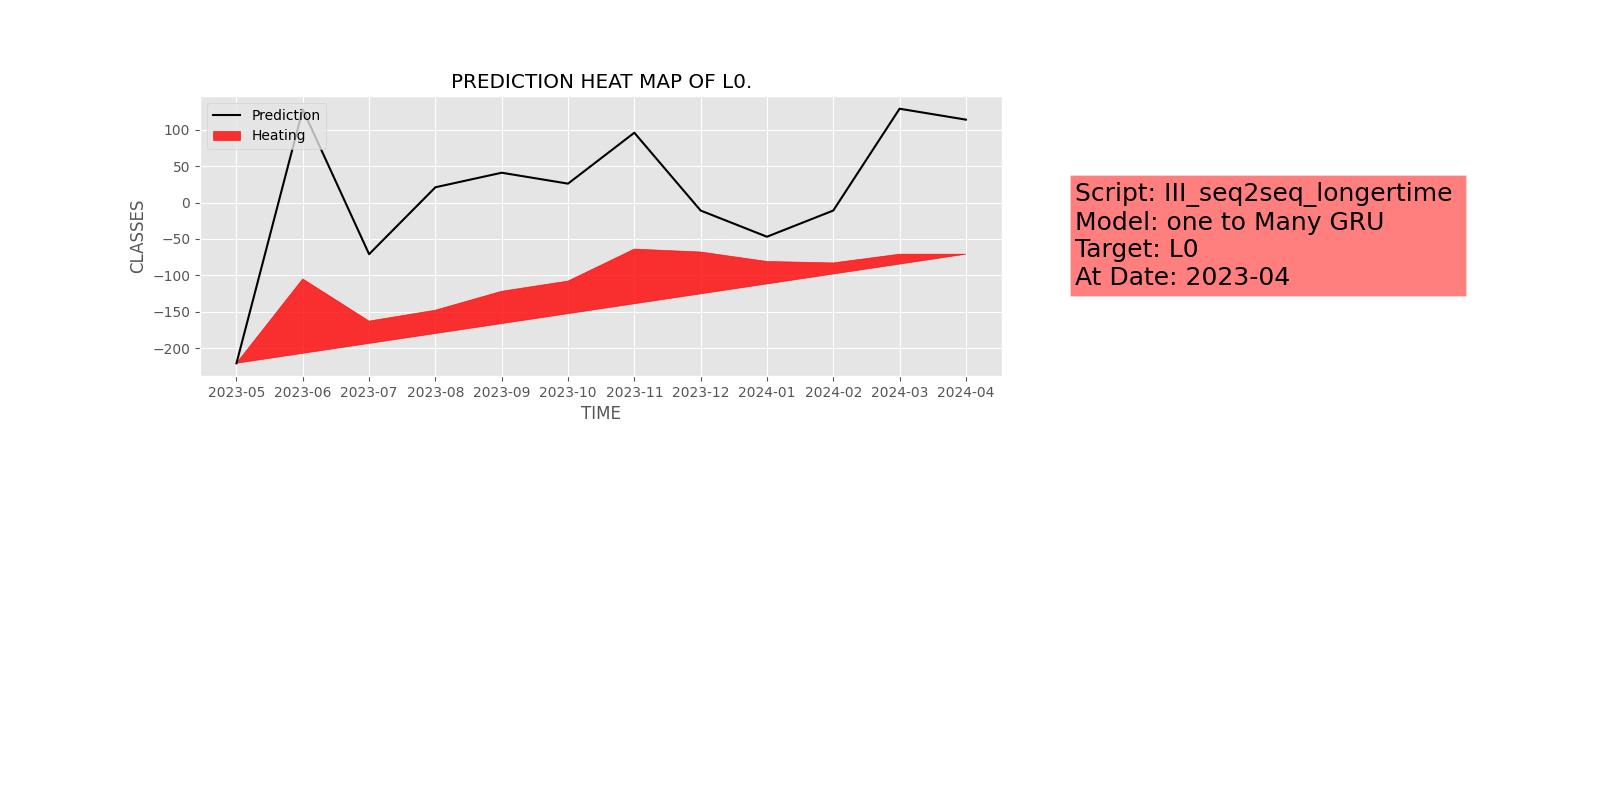 PREDICTION HEAT MAP OF L0.
Prediction
Heating
100
50
0
−50
−100
−150
−200
CLASSES
2023-05 2023-06 2023-07 2023-08 2023-09 2023-10 2023-11 2023-12 2024-01 2024-02 2024-03 2024-04
TIME
Script: III_seq2seq_longertime
Model: one to Many GRU
Target: L0
At Date: 2023-04